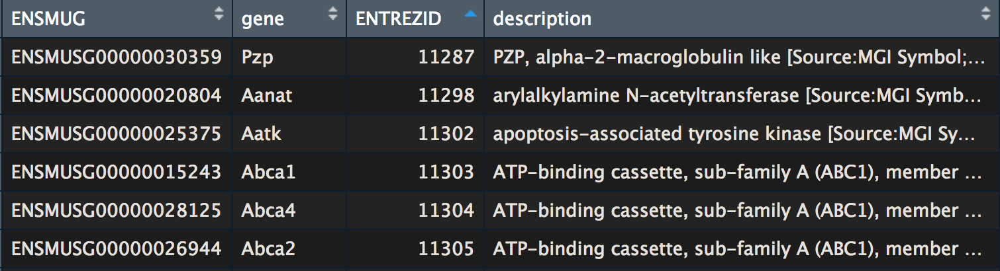 ENSMUG gene ENTREZID description
ENSMUSG00000030359 Pzp 11287 PZP, alpha-2-macroglobulin like [Source:MGI Symbol;...
ENSMUSG00000020804 Aanat 11298 arylalkylamine N-acetyltransferase [Source:MGI Symb...
ENSMUSG00000025375 Aatk 11302 apoptosis-associated tyrosine kinase [Source:MGI Sy...
ENSMUSG00000015243 Abca1 11303 ATP-binding cassette, sub-family A (ABC1), member ...
ENSMUSG00000028125 Abca4 11304 ATP-binding cassette, sub-family A (ABC1), member ...
ENSMUSG00000026944 Abca2 11305 ATP-binding cassette, sub-family A (ABC1), member ...